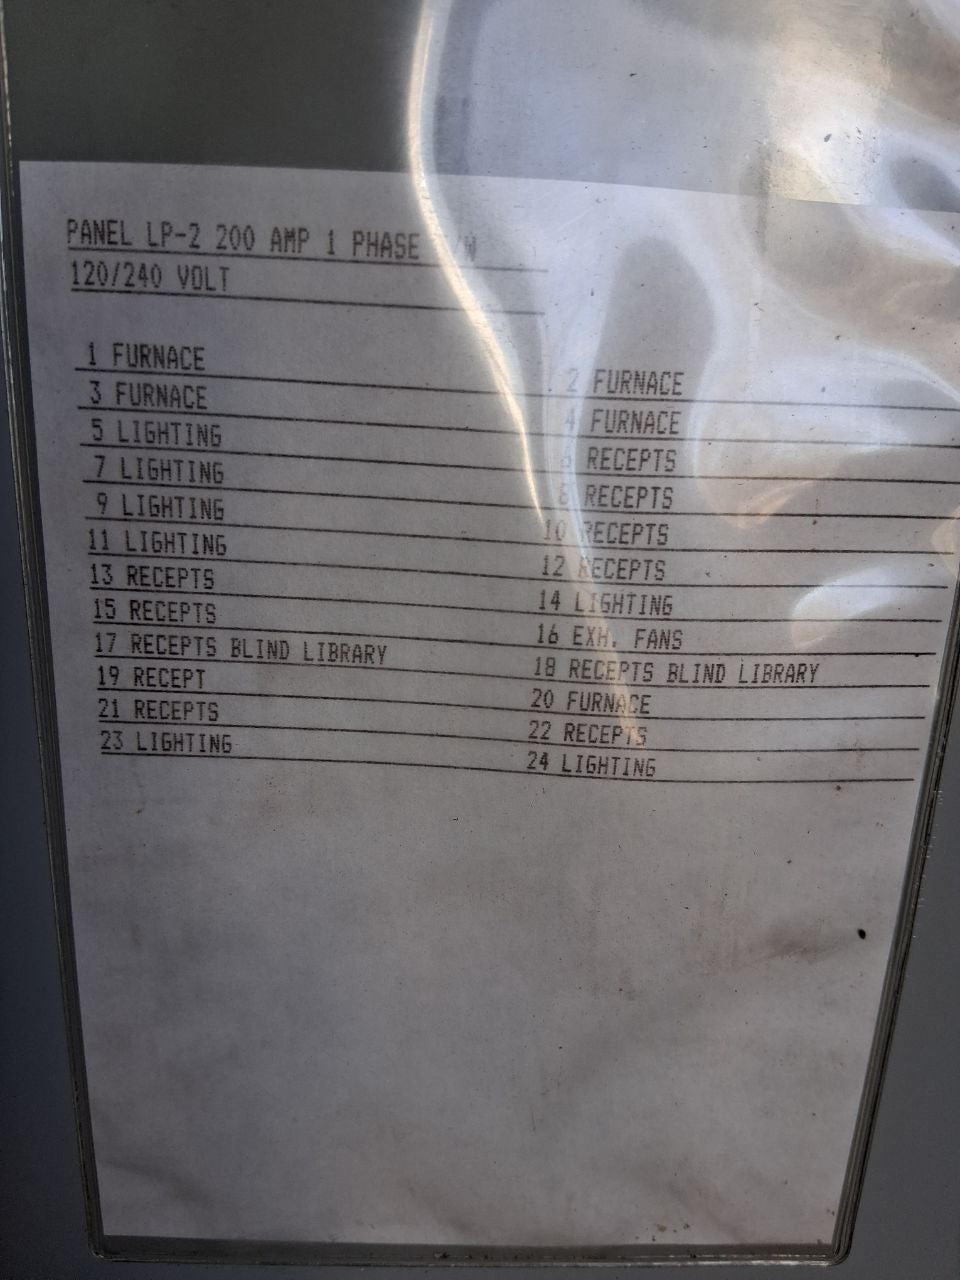 PANEL LP-2 200 AMP 1 PHASE
120/240 VOLT
1 FURNACE
2 FURNACE
3 FURNACE
4 FURNACE
5 LIGHTING
6 RECEPTS
7 LIGHTING
8 RECEPTS
9 LIGHTING
10 RECEPTS
11 LIGHTING
12 RECEPTS
13 RECEPTS
14 LIGHTING
15 RECEPTS
16 EXH. FANS
17 RECEPTS BLIND LIBRARY
18 RECEPTS BLIND LIBRARY
19 RECEPT
20 FURNACE
21 RECEPTS
22 RECEPTS
23 LIGHTING
24 LIGHTING